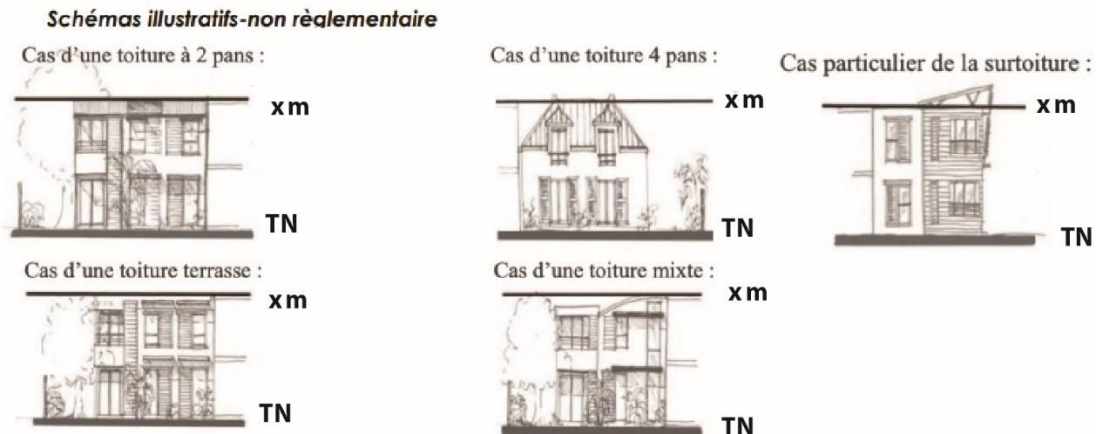 Schémas illustratifs-non règlementaire
Cas d'une toiture à 2 pans :
x m
TN
Cas d'une toiture 4 pans :
x m
TN
Cas particulier de la surtoiture :
x m
TN
Cas d'une toiture terrasse :
x m
TN
Cas d'une toiture mixte :
x m
TN